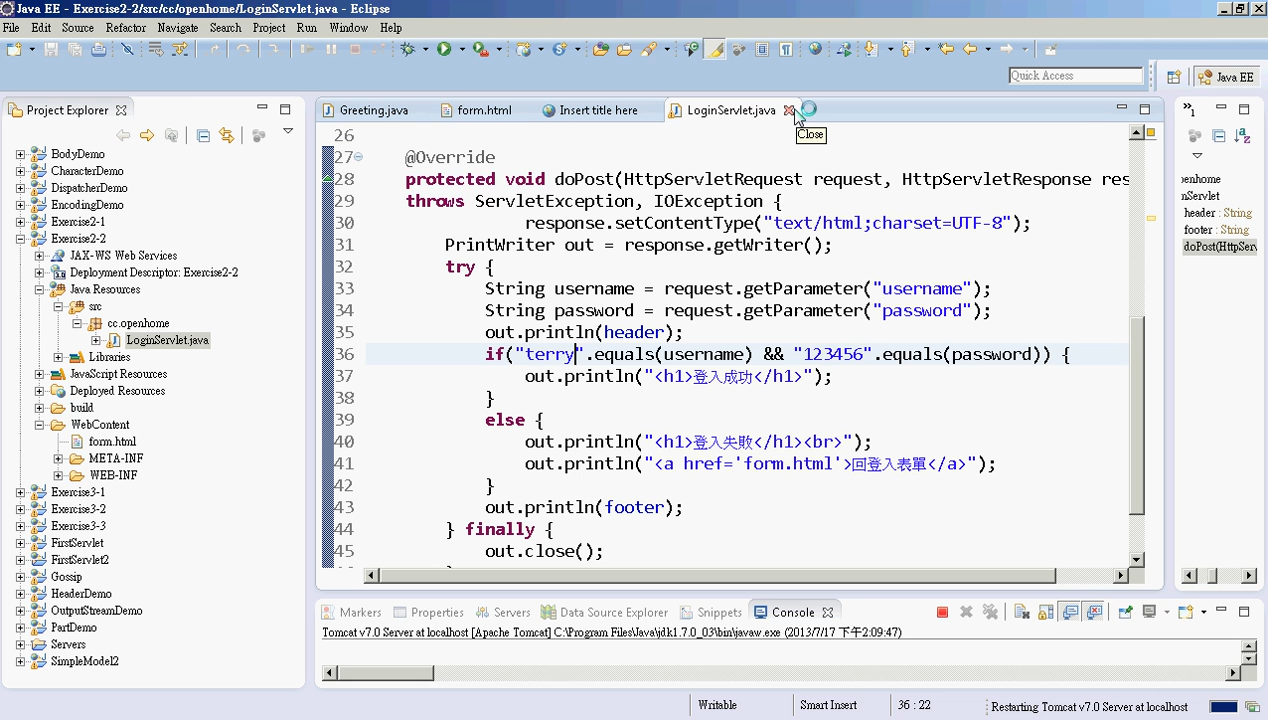 Java EE - Exercise2-2/src/cc/openhome/LoginServlet.java - Eclipse
File Edit Source Refactor Navigate Search Project Run Window Help
Quick Access
Java EE
Project Explorer
Greeting.java form.html Insert title here LoginServlet.java
Close
BodyDemo
CharacterDemo
DispatcherDemo
EncodingDemo
Exercise2-1
Exercise2-2
JAX-WS Web Services
Deployment Descriptor: Exercise2-2
Java Resources
src
cc.openhome
LoginServlet.java
Libraries
JavaScript Resources
Deployed Resources
build
WebContent
form.html
META-INF
WEB-INF
Exercise3-1
Exercise3-2
Exercise3-3
FirstServlet
FirstServlet2
Gossip
HeaderDemo
OutputStreamDemo
PartDemo
Servers
SimpleModel2
26
27 @Override
28 protected void doPost(HttpServletRequest request, HttpServletResponse res
29 throws ServletException, IOException {
30 response.setContentType("text/html;charset=UTF-8");
31 PrintWriter out = response.getWriter();
32 try {
33 String username = request.getParameter("username");
34 String password = request.getParameter("password");
35 out.println(header);
36 if("terry".equals(username) && "123456".equals(password)) {
37 out.println("<h1>登入成功</h1>");
38 }
39 else {
40 out.println("<h1>登入失敗</h1><br>");
41 out.println("<a href='form.html'>回登入表單</a>");
42 }
43 out.println(footer);
44 } finally {
45 out.close();
1
penhome
nServlet
header : String
footer : String
doPost(HttpServ
Markers Properties Servers Data Source Explorer Snippets Console
Tomcat v7.0 Server at localhost [Apache Tomcat] C:\Program Files\Java\jdk1.7.0_03\bin\javaw.exe (2013/7/17 下午2:09:47)
Writable Smart Insert 36 : 22 Restarting Tomcat v7.0 Server at localhost